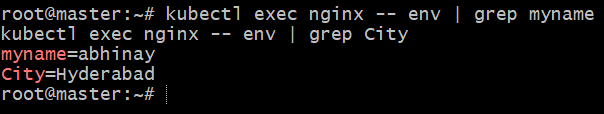 root@master:~# kubectl exec nginx -- env | grep myname
kubectl exec nginx -- env | grep City
myname=abhinay
City=Hyderabad
root@master:~#